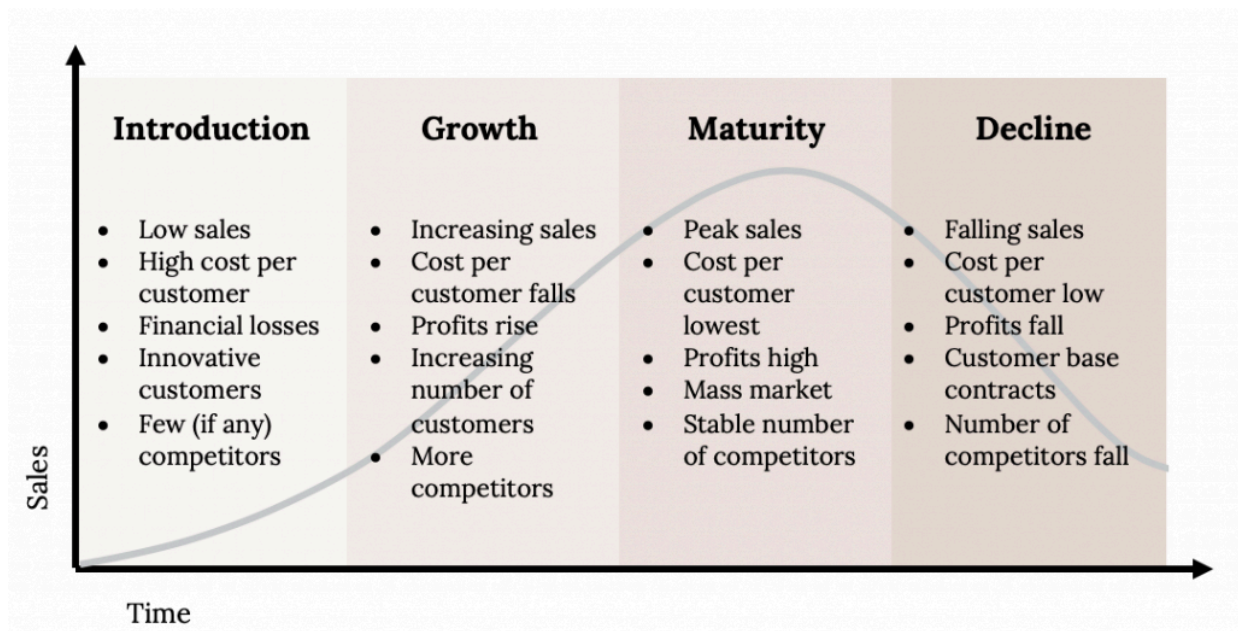 Introduction
Low sales
High cost per
customer
Financial losses
Innovative
customers
Few (if any)
competitors
Growth
Increasing sales
Cost per
customer falls
Profits rise
Increasing
number of
customers
More
competitors
Maturity
Peak sales
Cost per
customer
lowest
Profits high
Mass market
Stable number
of competitors
Decline
Falling sales
Cost per
customer low
Profits fall
Customer base
contracts
Number of
competitors fall
Sales
Time